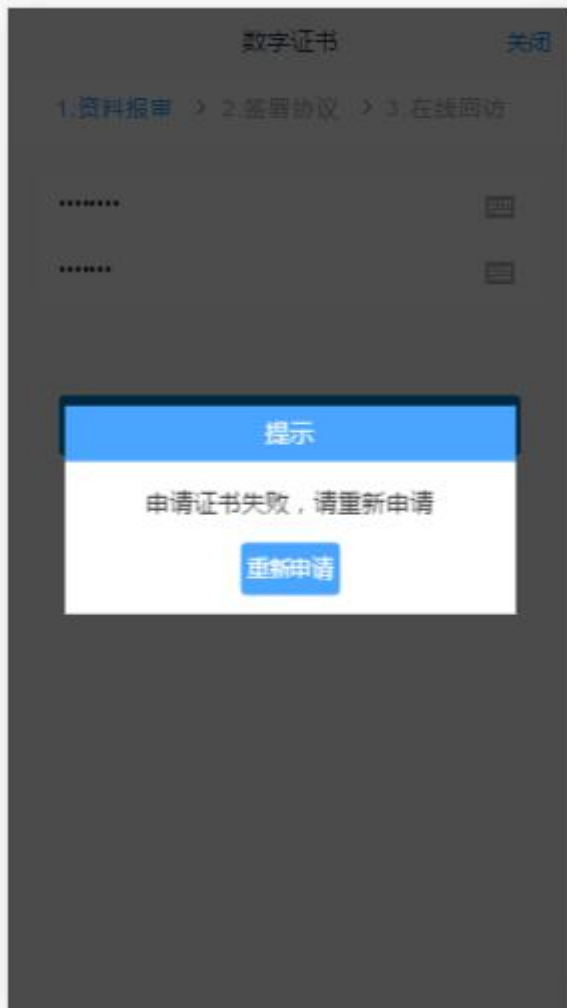 数字证书 关闭
1.资料报审 > 2.签署协议 > 3.在线回访
········
·······
提示
申请证书失败，请重新申请
重新申请